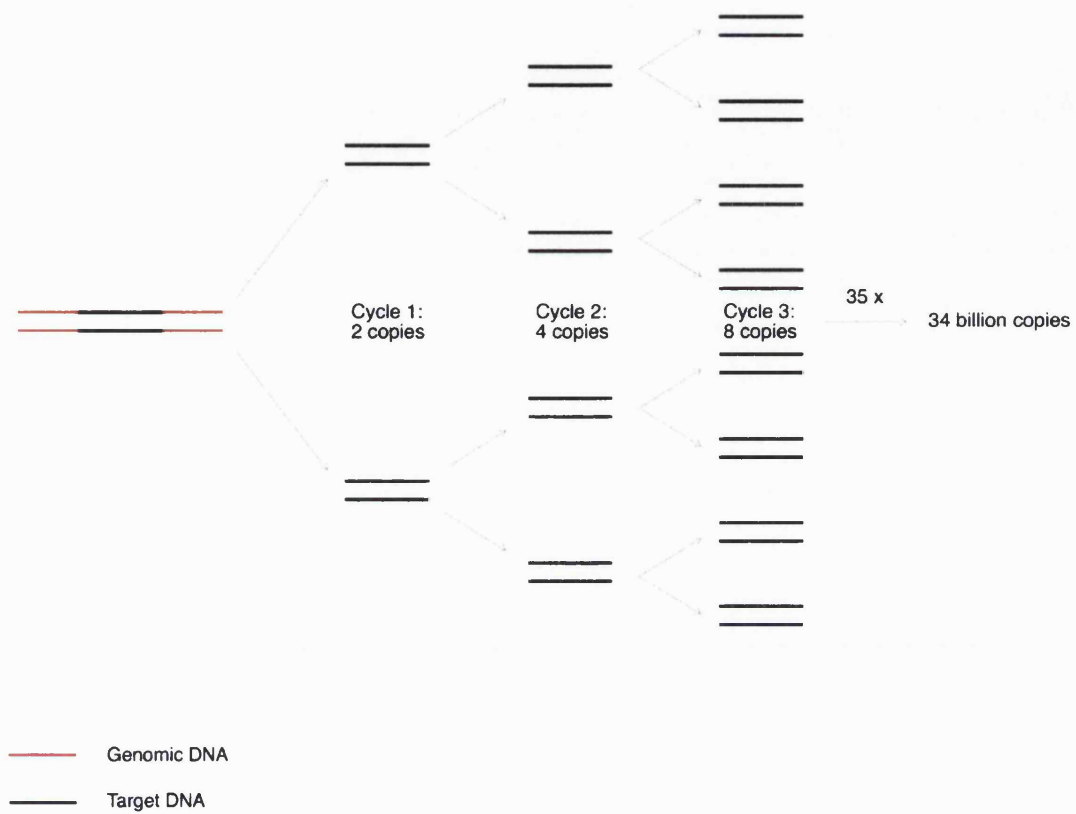 Cycle 1:
2 copies
Cycle 2:
4 copies
Cycle 3:
8 copies
35 x
34 billion copies
Genomic DNA
Target DNA